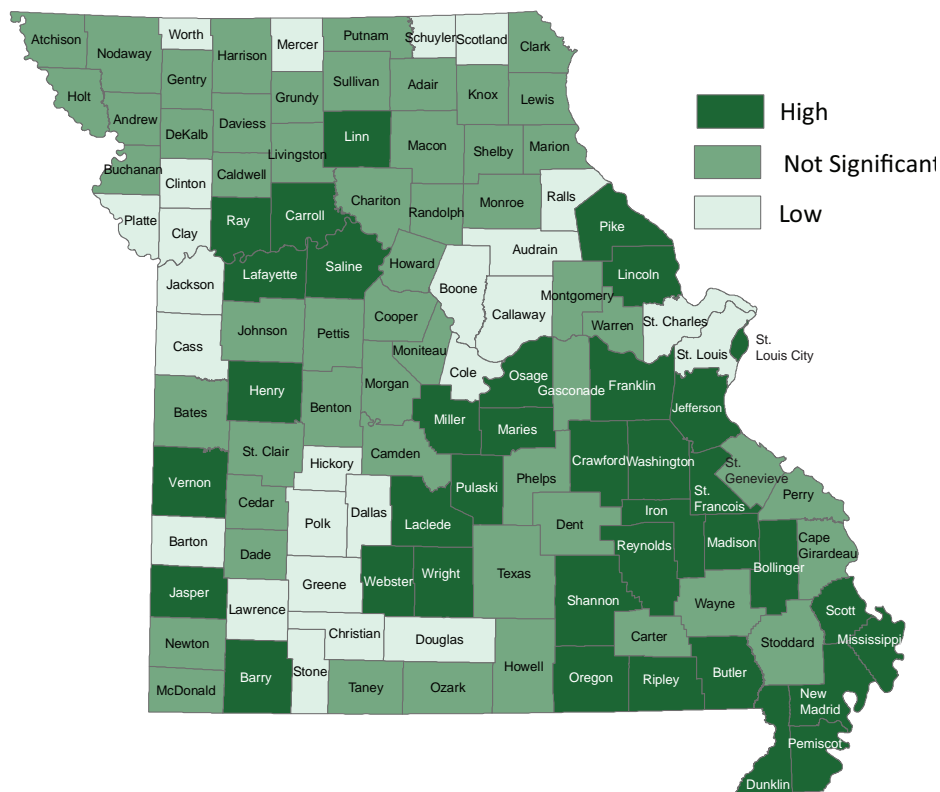 Atchison
Nodaway
Worth
Harrison
Mercer
Putnam
Schuyler
Scotland
Clark
Holt
Andrew
Gentry
DeKalb
Daviess
Grundy
Sullivan
Adair
Knox
Lewis
High
Not Significant
Low
Buchanan
Clinton
Caldwell
Livingston
Linn
Macon
Shelby
Marion
Platte
Clay
Ray
Carroll
Chariton
Randolph
Monroe
Ralls
Pike
Jackson
Lafayette
Saline
Howard
Boone
Audrain
Callaway
Montgomery
Lincoln
Warren
St. Charles
St. Louis
St.
Louis City
Cass
Johnson
Pettis
Cooper
Moniteau
Cole
Osage
Gasconade
Franklin
Jefferson
Bates
Henry
Benton
Morgan
Miller
Maries
Vernon
St. Clair
Hickory
Camden
Pulaski
Phelps
Crawford
Washington
St.
Francois
St.
Genevieve
Perry
Barton
Cedar
Polk
Dallas
Laclede
Dent
Iron
Reynolds
Madison
Bollinger
Cape
Girardeau
Jasper
Dade
Greene
Webster
Wright
Texas
Shannon
Wayne
Scott
Mississippi
Newton
Lawrence
Christian
Douglas
Howell
Carter
Stoddard
McDonald
Barry
Stone
Taney
Ozark
Oregon
Ripley
Butler
New
Madrid
Pemiscot
Dunklin